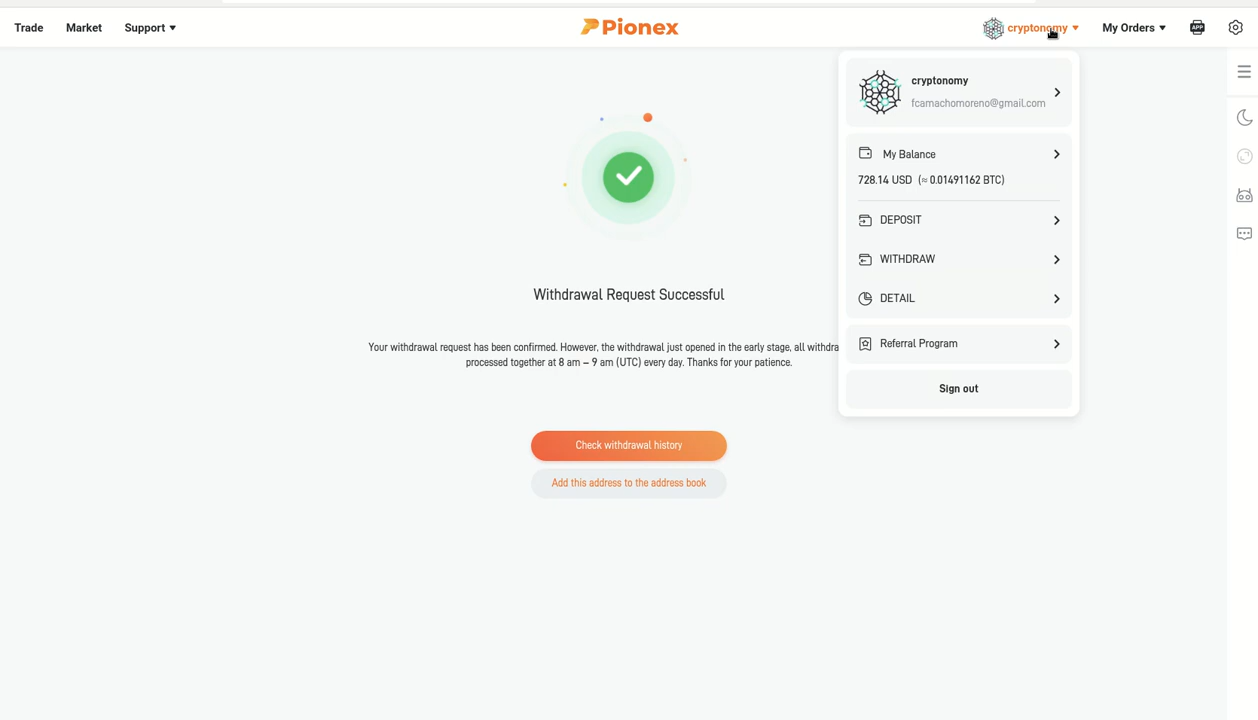 Trade Market Support
Pionex
cryptonomy My Orders
APP
cryptonomy
fcamachomoreno@gmail.com
My Balance
728.14 USD (≈ 0.01491162 BTC)
DEPOSIT
WITHDRAW
DETAIL
Referral Program
Sign out
Withdrawal Request Successful
Your withdrawal request has been confirmed. However, the withdrawal just opened in the early stage, all withdra
processed together at 8 am – 9 am (UTC) every day. Thanks for your patience.
Check withdrawal history
Add this address to the address book